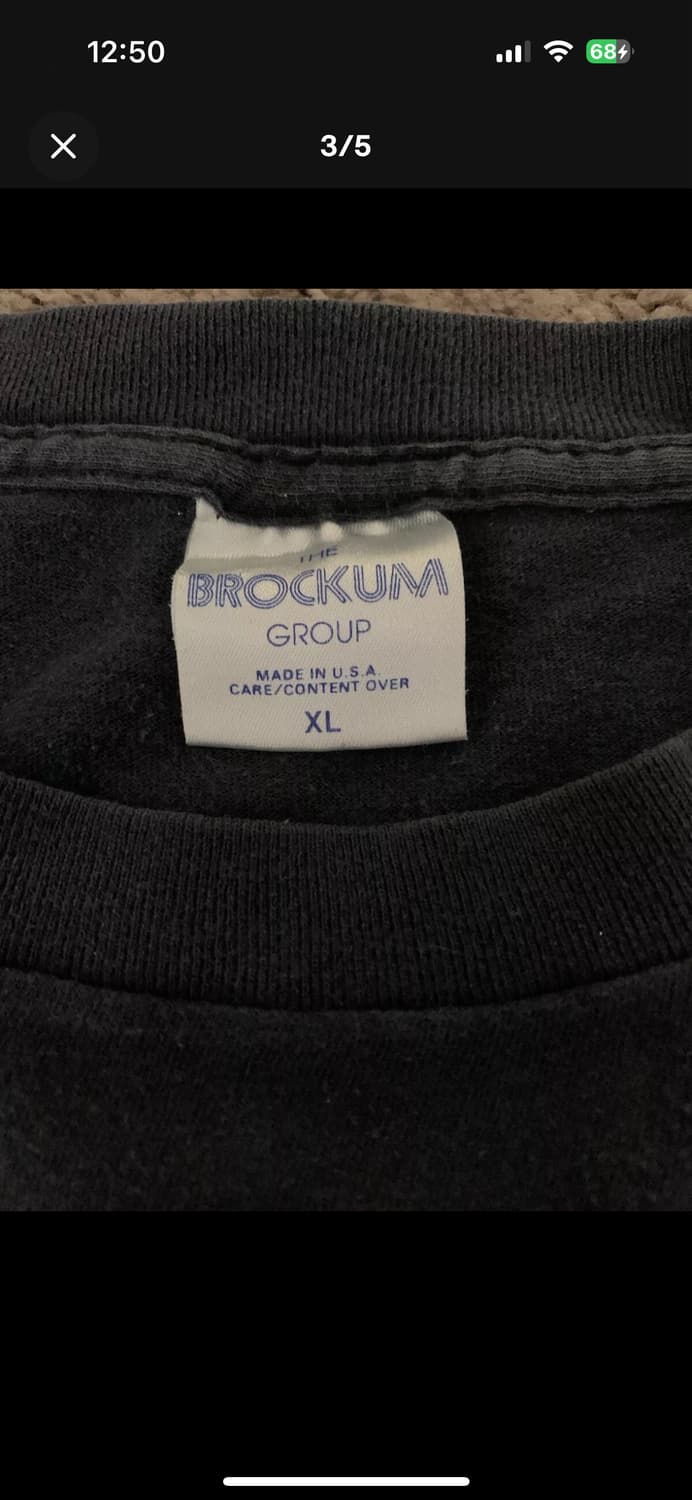 12:50
68
3/5
THE
BROCKUM
GROUP
MADE IN U.S.A.
CARE/CONTENT OVER
XL